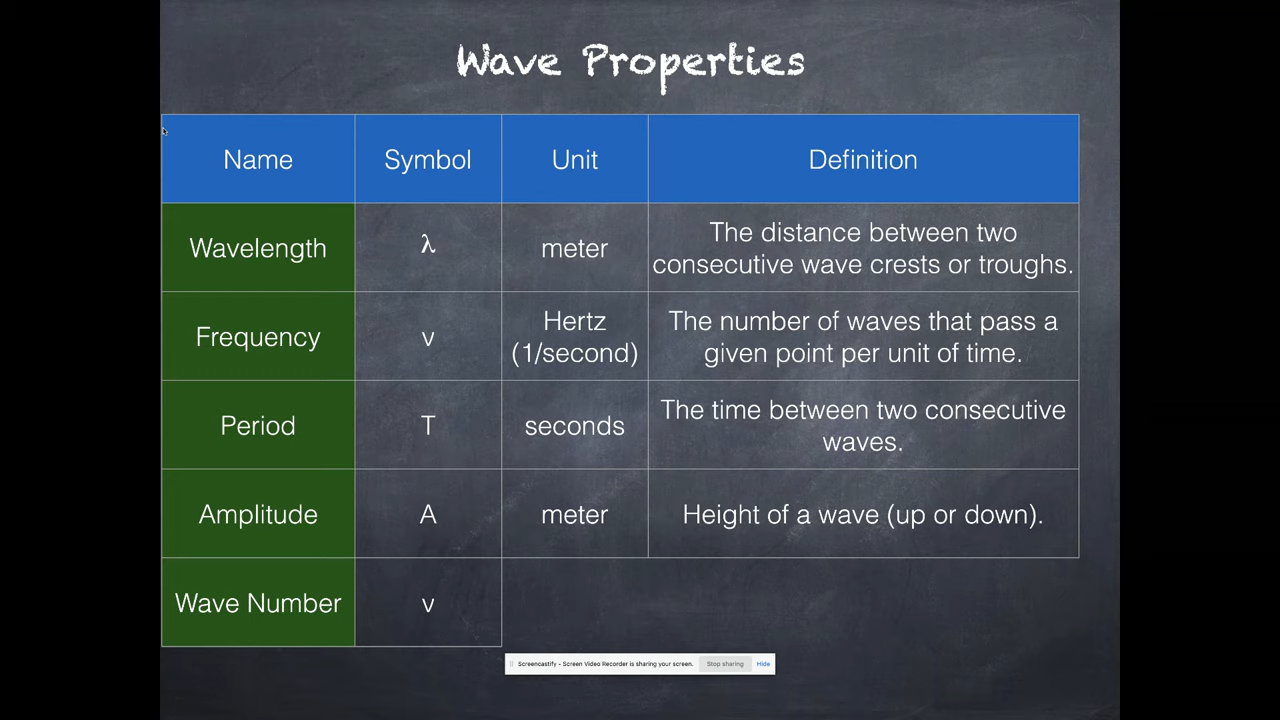 Wave Properties
Name Symbol Unit Definition
Wavelength λ meter The distance between two
consecutive wave crests or troughs.
Frequency ν Hertz
(1/second) The number of waves that pass a
given point per unit of time.
Period T seconds The time between two consecutive
waves.
Amplitude A meter Height of a wave (up or down).
Wave Number ν
Screencastify - Screen Video Recorder is sharing your screen. Stop sharing Hide